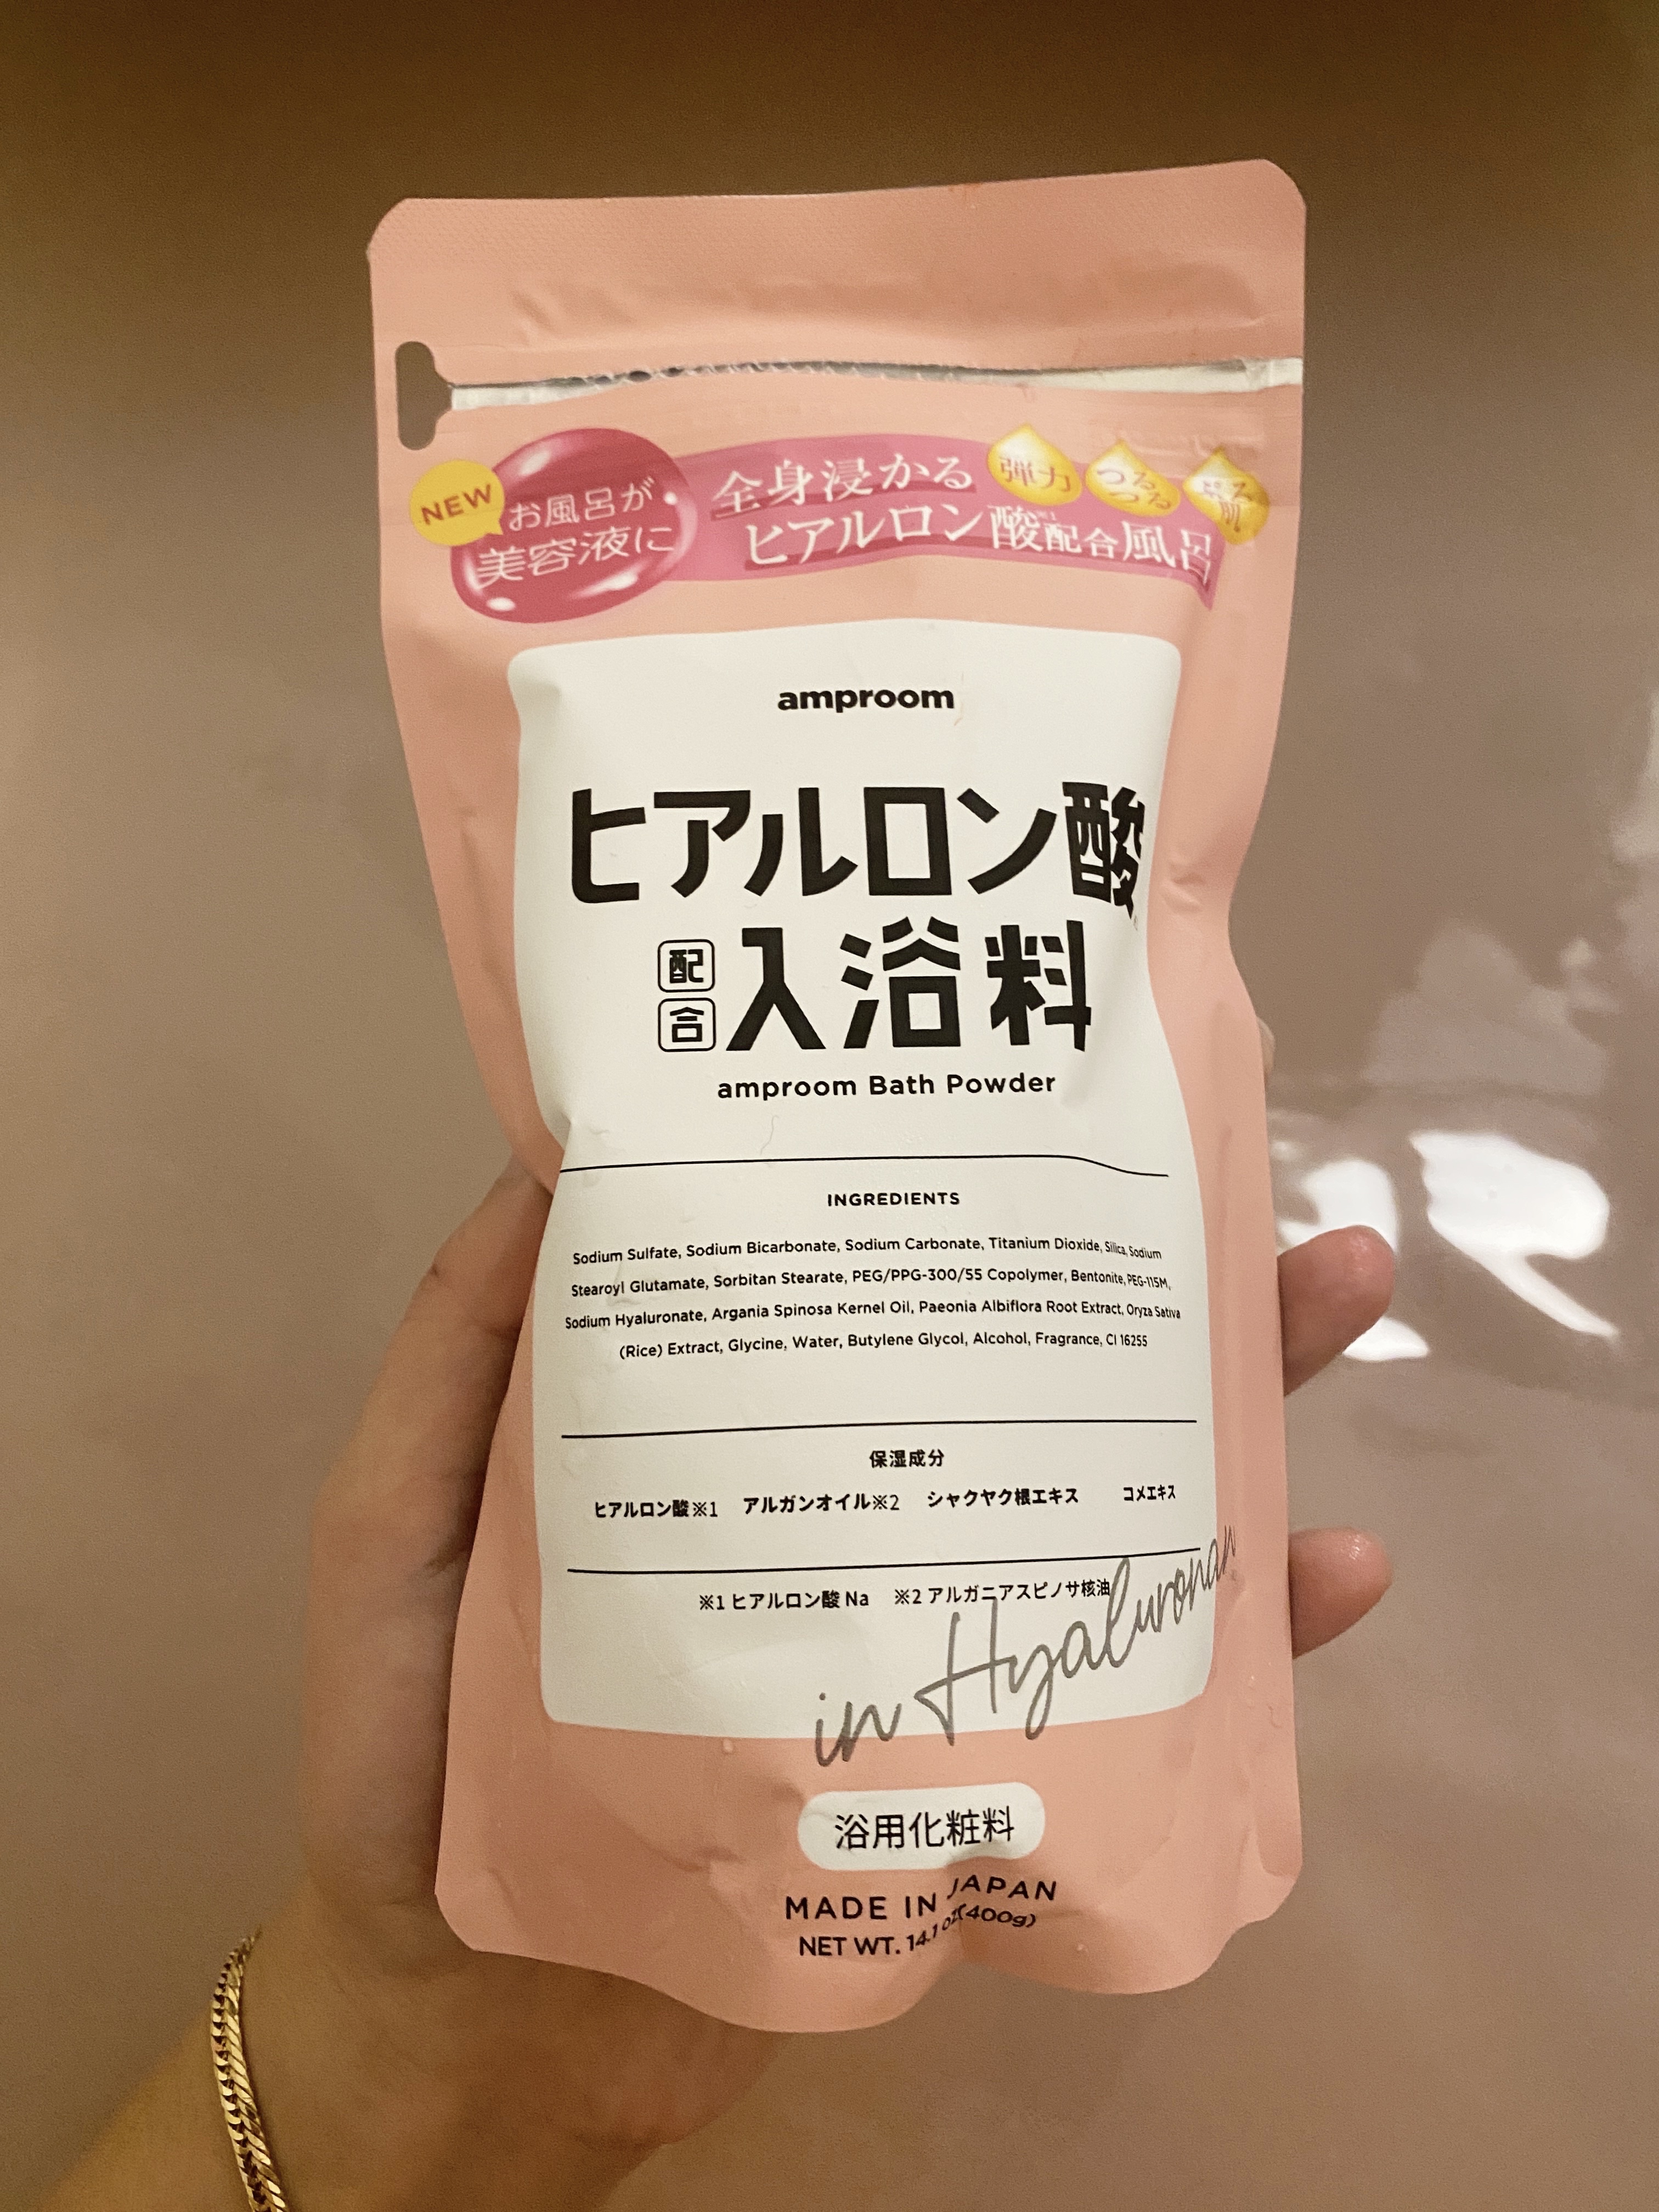 NEW
お風呂が
美容液に
全身浸かる
ヒアルロン酸配合風呂
弾力
つるつる
肌
amproom
ヒアルロン酸
配合入浴料
amproom Bath Powder
INGREDIENTS
Sodium Sulfate, Sodium Bicarbonate, Sodium Carbonate, Titanium Dioxide, Silica, Sodium
Stearoyl Glutamate, Sorbitan Stearate, PEG/PPG-300/55 Copolymer, Bentonite, PEG-115M,
Sodium Hyaluronate, Argania Spinosa Kernel Oil, Paeonia Albiflora Root Extract, Oryza Sativa
(Rice) Extract, Glycine, Water, Butylene Glycol, Alcohol, Fragrance, CI 16255
保湿成分
ヒアルロン酸※1 アルガンオイル※2 シャクヤク根エキス コメエキス
※1 ヒアルロン酸 Na ※2 アルガニアスピノサ核油
in Hyaluronan
浴用化粧料
MADE IN JAPAN
NET WT. 14.1 oz(400g)